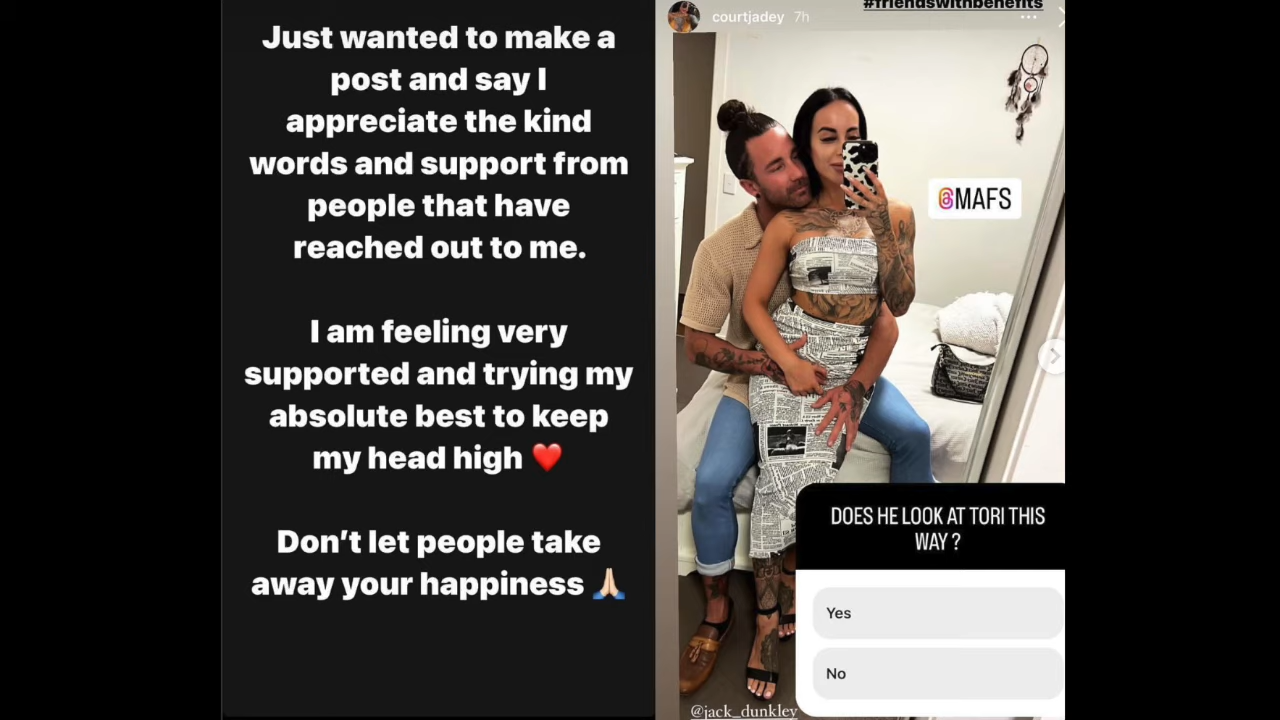 Just wanted to make a
post and say I
appreciate the kind
words and support from
people that have
reached out to me.
I am feeling very
supported and trying my
absolute best to keep
my head high ❤️
Don’t let people take
away your happiness 🙏🏻
#friendswithbenefits
courtjadey 7h
@MAFS
DOES HE LOOK AT TORI THIS
WAY ?
Yes
No
@jack_dunkley